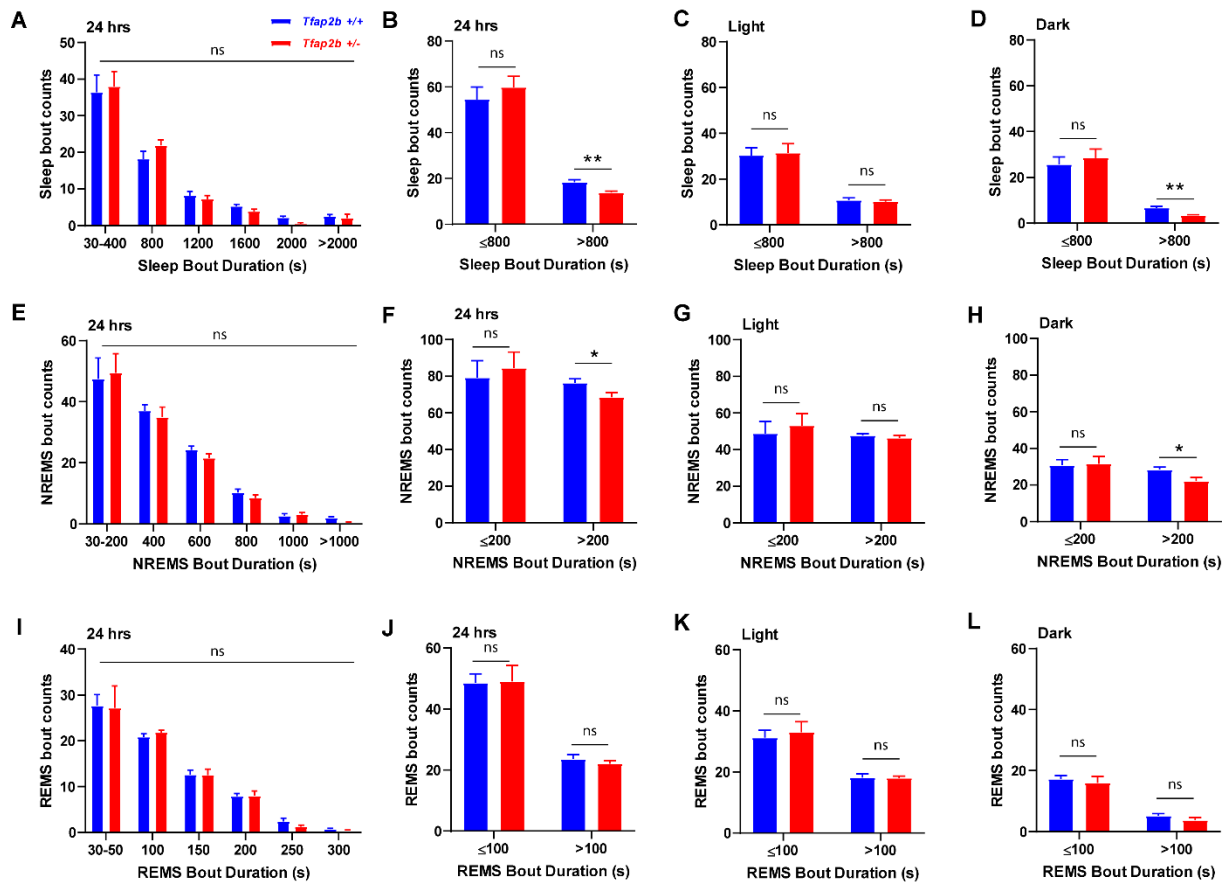 A
24 hrs
Tfap2b +/+
Tfap2b +/-
ns
Sleep bout counts
50
40
30
20
10
0
30-400 800 1200 1600 2000 >2000
Sleep Bout Duration (s)
B
24 hrs
ns
**
Sleep bout counts
80
60
40
20
0
≤800 >800
Sleep Bout Duration (s)
C
Light
ns
ns
Sleep bout counts
80
60
40
20
0
≤800 >800
Sleep Bout Duration (s)
D
Dark
ns
**
Sleep bout counts
80
60
40
20
0
≤800 >800
Sleep Bout Duration (s)
E
24 hrs
ns
NREMS bout counts
60
40
20
0
30-200 400 600 800 1000 >1000
NREMS Bout Duration (s)
F
24 hrs
ns
*
NREMS bout counts
100
80
60
40
20
0
≤200 >200
NREMS Bout Duration (s)
G
Light
ns
ns
NREMS bout counts
100
80
60
40
20
0
≤200 >200
NREMS Bout Duration (s)
H
Dark
ns
*
NREMS bout counts
100
80
60
40
20
0
≤200 >200
NREMS Bout Duration (s)
I
24 hrs
ns
REMS bout counts
40
30
20
10
0
30-50 100 150 200 250 300
REMS Bout Duration (s)
J
24 hrs
ns
ns
REMS bout counts
60
40
20
0
≤100 >100
REMS Bout Duration (s)
K
Light
ns
ns
REMS bout counts
60
40
20
0
≤100 >100
REMS Bout Duration (s)
L
Dark
ns
ns
REMS bout counts
60
40
20
0
≤100 >100
REMS Bout Duration (s)